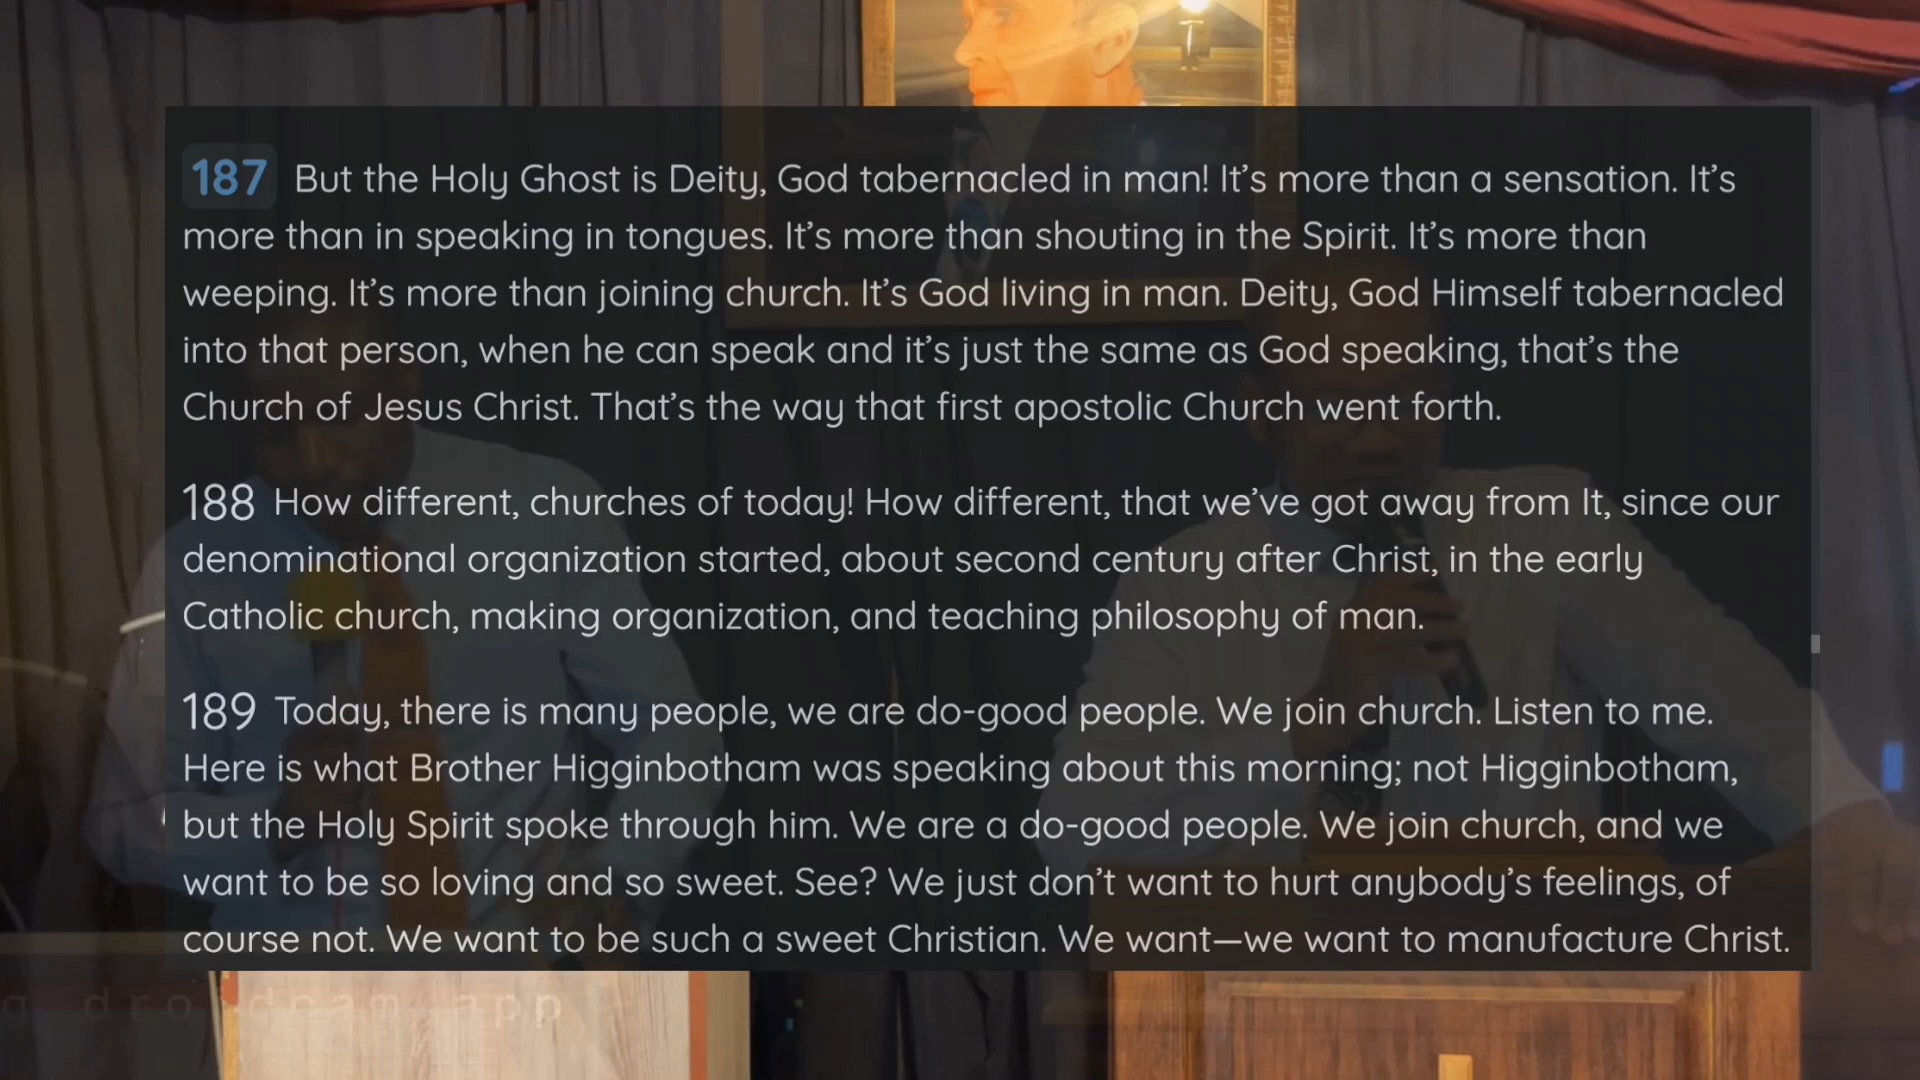 187 But the Holy Ghost is Deity, God tabernacled in man! It’s more than a sensation. It’s
more than in speaking in tongues. It’s more than shouting in the Spirit. It’s more than
weeping. It’s more than joining church. It’s God living in man. Deity, God Himself tabernacled
into that person, when he can speak and it’s just the same as God speaking, that’s the
Church of Jesus Christ. That’s the way that first apostolic Church went forth.
188 How different, churches of today! How different, that we’ve got away from It, since our
denominational organization started, about second century after Christ, in the early
Catholic church, making organization, and teaching philosophy of man.
189 Today, there is many people, we are do-good people. We join church. Listen to me.
Here is what Brother Higginbotham was speaking about this morning; not Higginbotham,
but the Holy Spirit spoke through him. We are a do-good people. We join church, and we
want to be so loving and so sweet. See? We just don’t want to hurt anybody’s feelings, of
course not. We want to be such a sweet Christian. We want—we want to manufacture Christ.